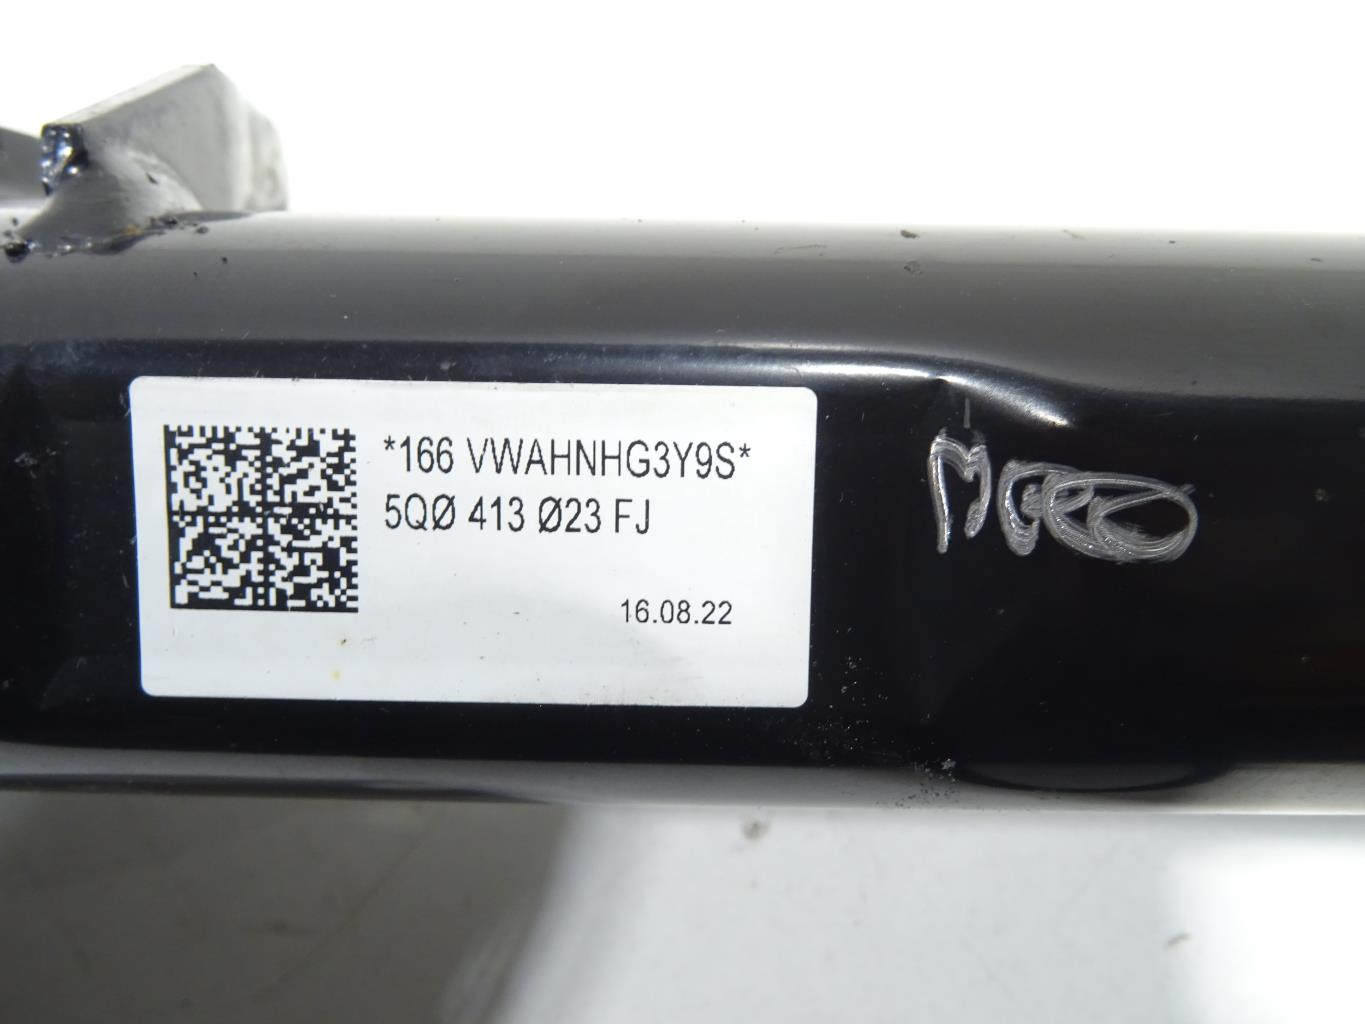 *166 VWAHNHG3Y9S*
5QØ 413 Ø23 FJ
16.08.22